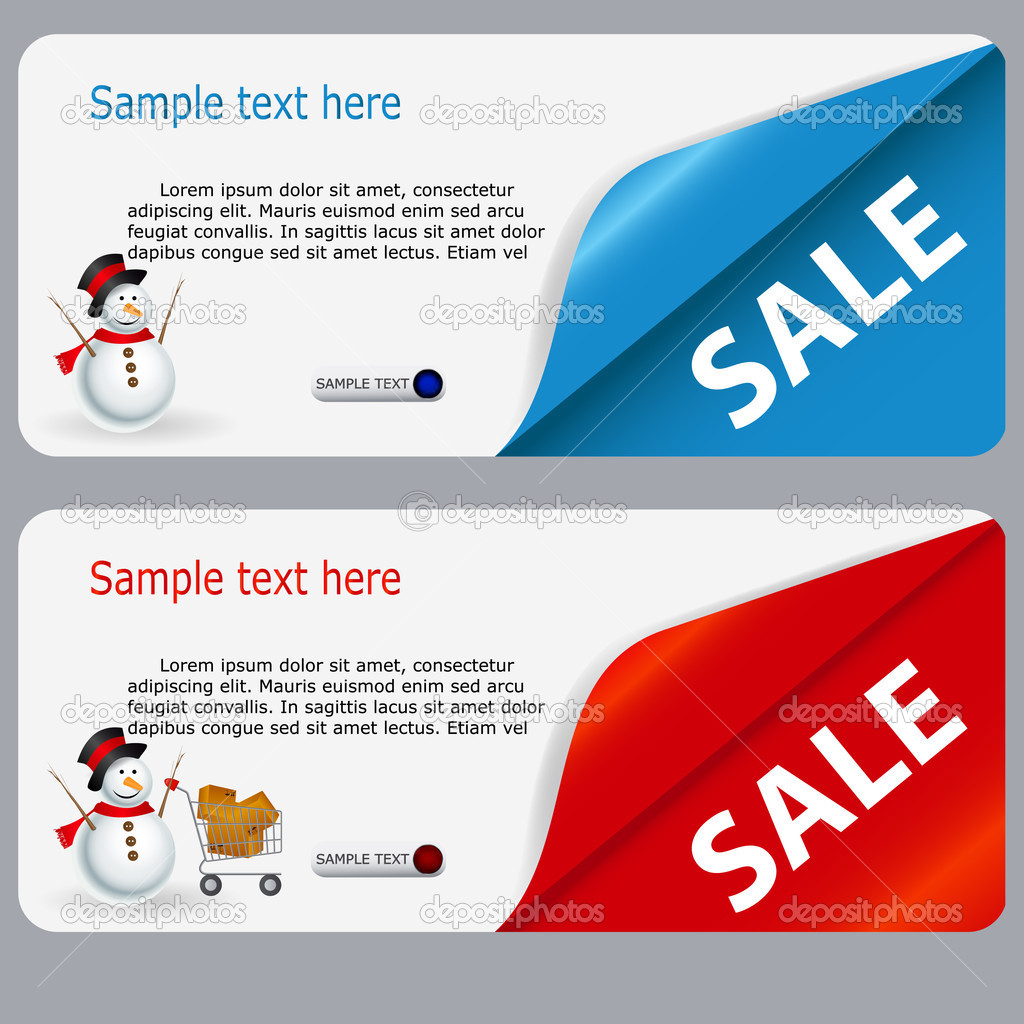 Sample text here
Lorem ipsum dolor sit amet, consectetur
adipiscing elit. Mauris euismod enim sed arcu
feugiat convallis. In sagittis lacus sit amet dolor
dapibus congue sed sit amet lectus. Etiam vel
SAMPLE TEXT
SALE
Sample text here
Lorem ipsum dolor sit amet, consectetur
adipiscing elit. Mauris euismod enim sed arcu
feugiat convallis. In sagittis lacus sit amet dolor
dapibus congue sed sit amet lectus. Etiam vel
SAMPLE TEXT
SALE
depositphotos depositphotos depositphotos
depositphotos depositphotos depositphotos
depositphotos depositphotos depositphotos
depositphotos depositphotos depositphotos
depositphotos depositphotos depositphotos